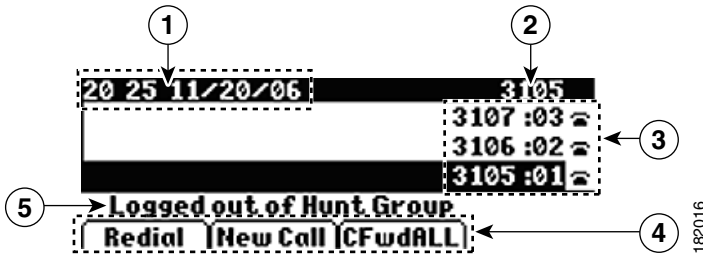 1 2
20 25 11/20/06 3105
3107 :03
3106 :02
3105 :01
3
Logged out of Hunt Group
5
Redial New Call CFwdALL
4
182016